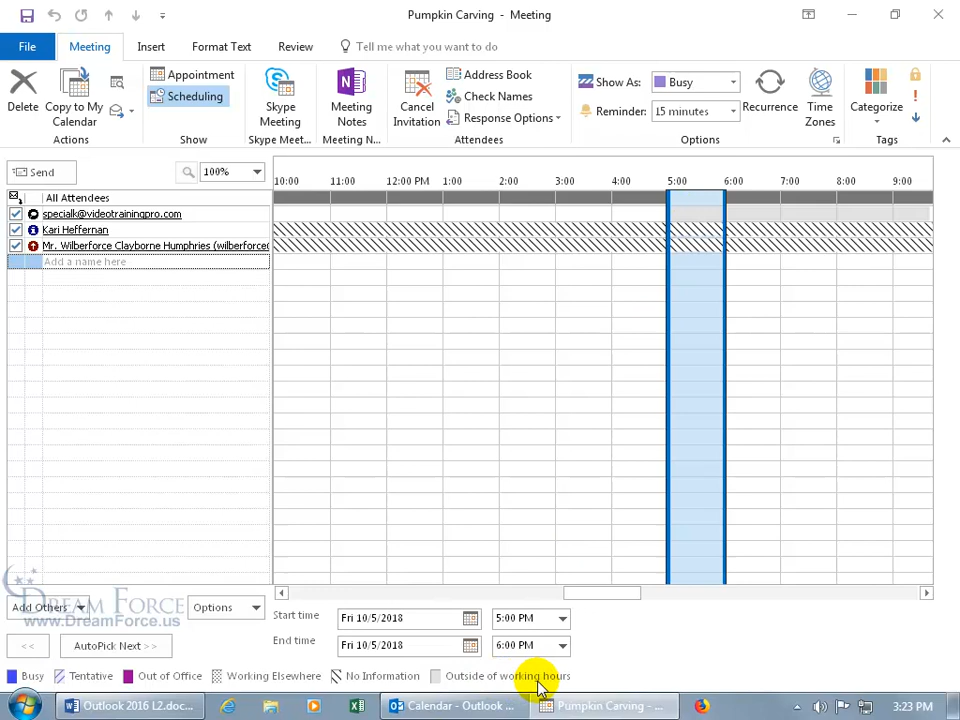 Pumpkin Carving - Meeting
File Meeting Insert Format Text Review Tell me what you want to do
Delete Copy to My Calendar
Actions
Appointment
Scheduling
Show
Skype Meeting
Skype Meet...
Meeting Notes
Meeting N...
Cancel Invitation
Address Book
Check Names
Response Options
Attendees
Show As: Busy
Reminder: 15 minutes
Recurrence
Time Zones
Options
Categorize
Tags
Send 100%
10:00 11:00 12:00 PM 1:00 2:00 3:00 4:00 5:00 6:00 7:00 8:00 9:00
All Attendees
specialk@videotrainingpro.com
Kari Heffernan
Mr. Wilberforce Clayborne Humphries (wilberforce
Add a name here
Add Others Options
DREAM FORCE
www.DreamForce.us
Start time Fri 10/5/2018 5:00 PM
End time Fri 10/5/2018 6:00 PM
<< AutoPick Next >>
Busy Tentative Out of Office Working Elsewhere No Information Outside of working hours
Outlook 2016 L2.doc... Calendar - Outlook ... Pumpkin Carving - ... 3:23 PM